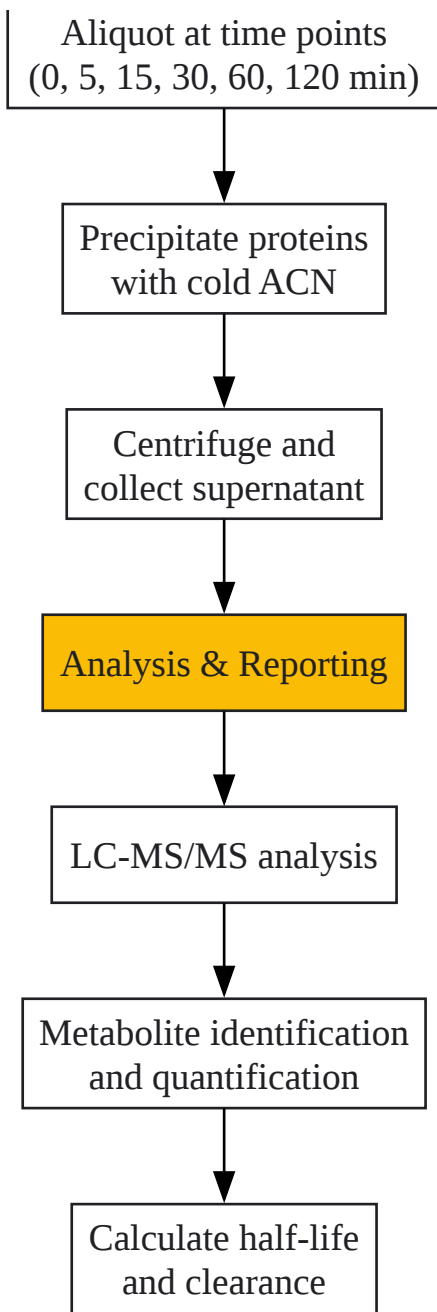 Aliquot at time points
(0, 5, 15, 30, 60, 120 min)
Precipitate proteins
with cold ACN
Centrifuge and
collect supernatant
Analysis & Reporting
LC-MS/MS analysis
Metabolite identification
and quantification
Calculate half-life
and clearance